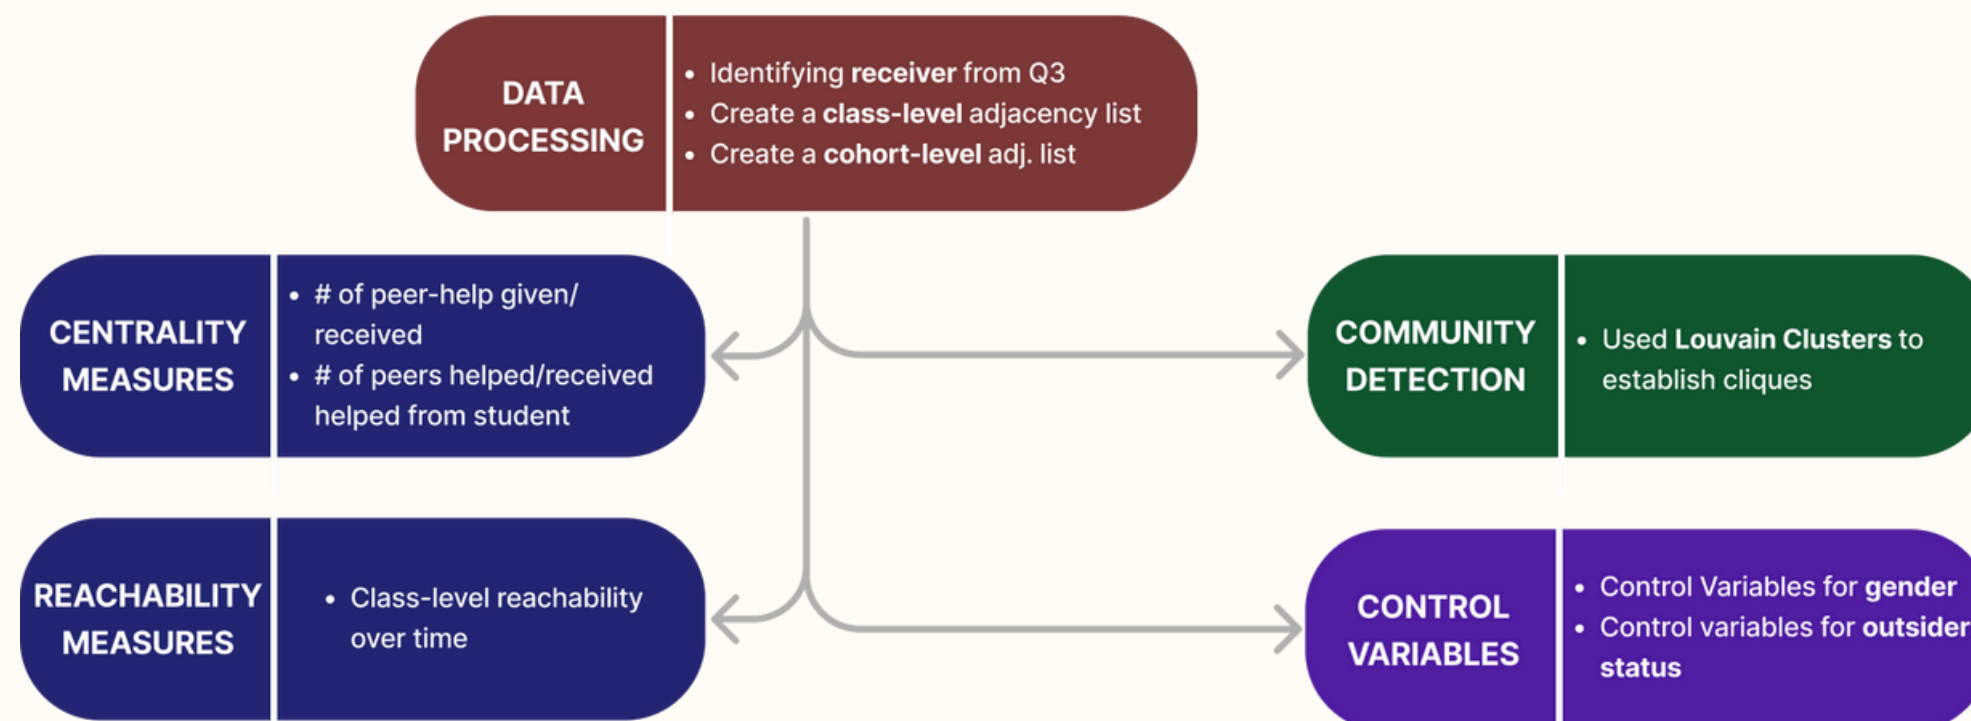 DATA
PROCESSING
• Identifying receiver from Q3
• Create a class-level adjacency list
• Create a cohort-level adj. list
CENTRALITY
MEASURES
• # of peer-help given/
received
• # of peers helped/received
helped from student
COMMUNITY
DETECTION
• Used Louvain Clusters to
establish cliques
REACHABILITY
MEASURES
• Class-level reachability
over time
CONTROL
VARIABLES
• Control Variables for gender
• Control variables for outsider
status